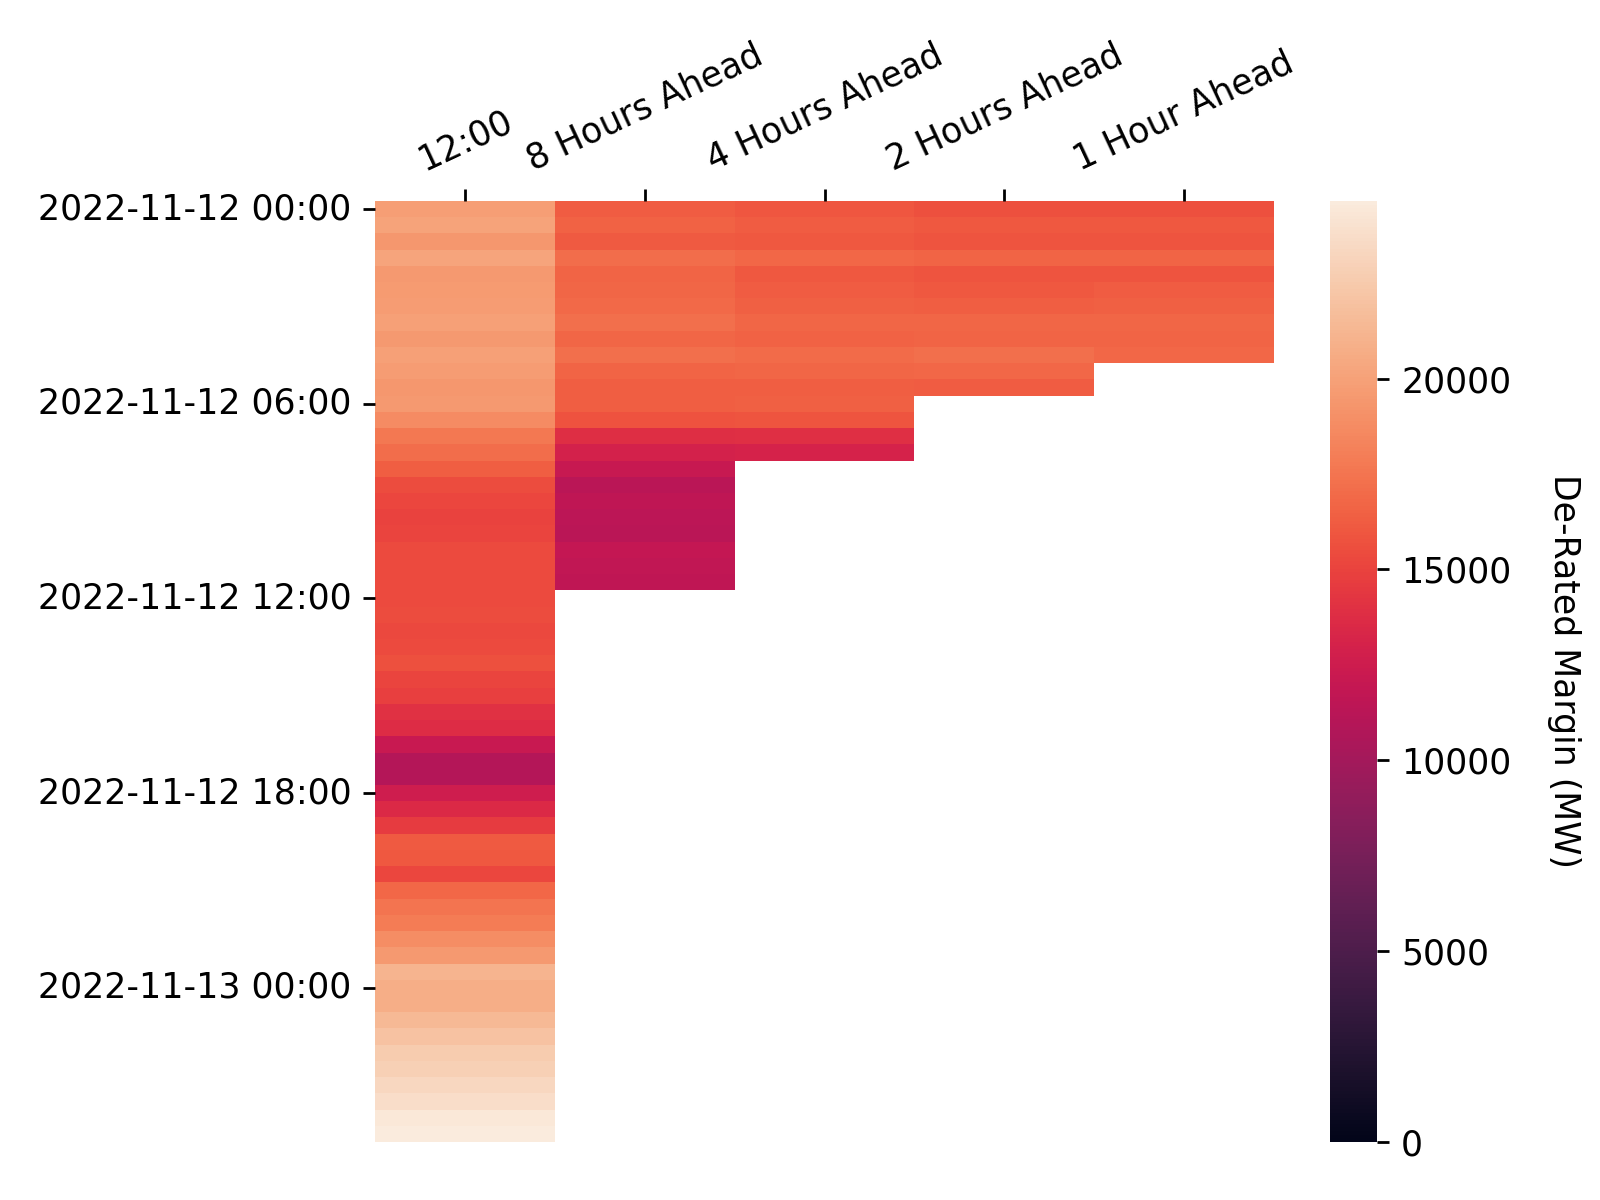 12:00
8 Hours Ahead
4 Hours Ahead
2 Hours Ahead
1 Hour Ahead
2022-11-12 00:00
2022-11-12 06:00
2022-11-12 12:00
2022-11-12 18:00
2022-11-13 00:00
20000
15000
10000
5000
0
De-Rated Margin (MW)